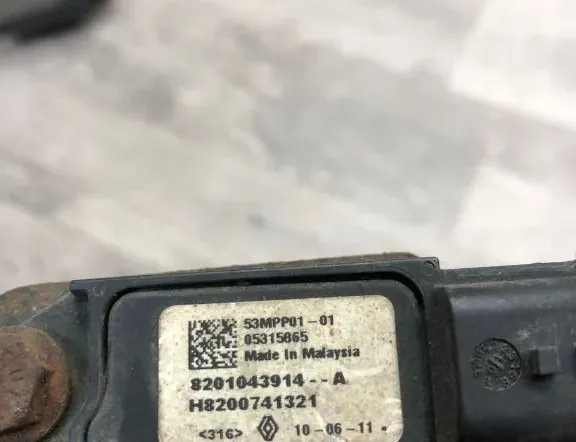 53MPP01-01
05315865
Made In Malaysia
8201043914--A
H8200741321
<316> 10-06-11